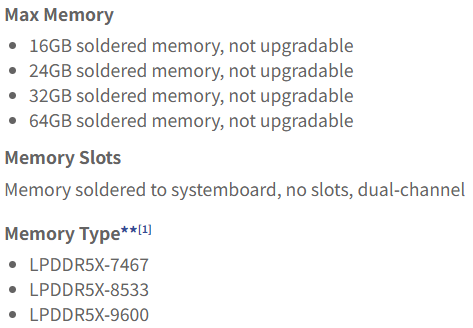 Max Memory
• 16GB soldered memory, not upgradable
• 24GB soldered memory, not upgradable
• 32GB soldered memory, not upgradable
• 64GB soldered memory, not upgradable
Memory Slots
Memory soldered to systemboard, no slots, dual-channel
Memory Type**[1]
• LPDDR5X-7467
• LPDDR5X-8533
• LPDDR5X-9600